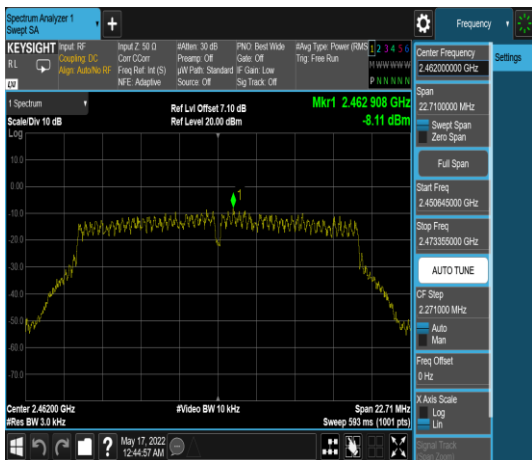 Spectrum Analyzer 1
Swept SA
+
Frequency
KEYSIGHT
RL
LXI
Input: RF
Coupling: DC
Align: Auto/No RF
Input Z: 50 Ω
Corr CCorr
Freq Ref: Int (S)
NFE: Adaptive
#Atten: 30 dB
Preamp: Off
µW Path: Standard
Source: Off
PNO: Best Wide
Gate: Off
IF Gain: Low
Sig Track: Off
#Avg Type: Power (RMS
Trig: Free Run
1 2 3 4 5 6
M W W W W W
P N N N N N
1 Spectrum
Scale/Div 10 dB
Ref Lvl Offset 7.10 dB
Ref Level 20.00 dBm
Mkr1 2.462 908 GHz
-8.11 dBm
Log
10.0
0.00
-10.0
-20.0
-30.0
-40.0
-50.0
-60.0
-70.0
1
Center 2.46200 GHz
#Res BW 3.0 kHz
#Video BW 10 kHz
Span 22.71 MHz
Sweep 593 ms (1001 pts)
May 17, 2022
12:44:57 AM
?
Center Frequency
2.462000000 GHz
Settings
Span
22.7100000 MHz
Swept Span
Zero Span
Full Span
Start Freq
2.450645000 GHz
Stop Freq
2.473355000 GHz
AUTO TUNE
CF Step
2.271000 MHz
Auto
Man
Freq Offset
0 Hz
X Axis Scale
Log
Lin
Signal Track
(Span Zoom)